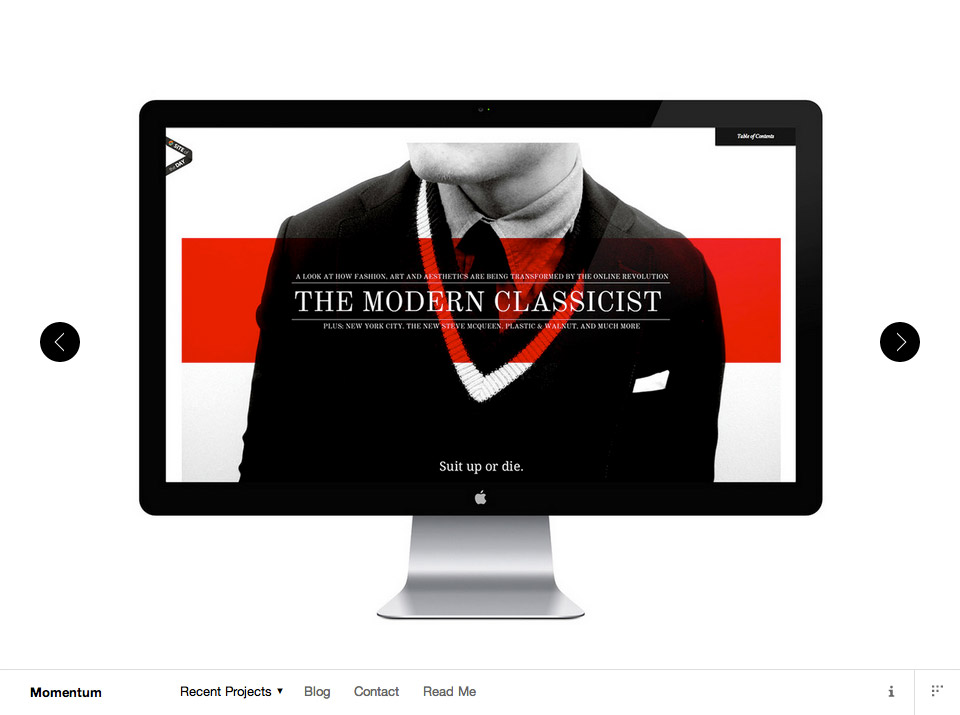 SITE of
the DAY
Table of Contents
A LOOK AT HOW FASHION, ART AND AESTHETICS ARE BEING TRANSFORMED BY THE ONLINE REVOLUTION
THE MODERN CLASSICIST
PLUS: NEW YORK CITY, THE NEW STEVE MCQUEEN, PLASTIC & WALNUT, AND MUCH MORE
Suit up or die.
Momentum
Recent Projects ▼
Blog
Contact
Read Me
i